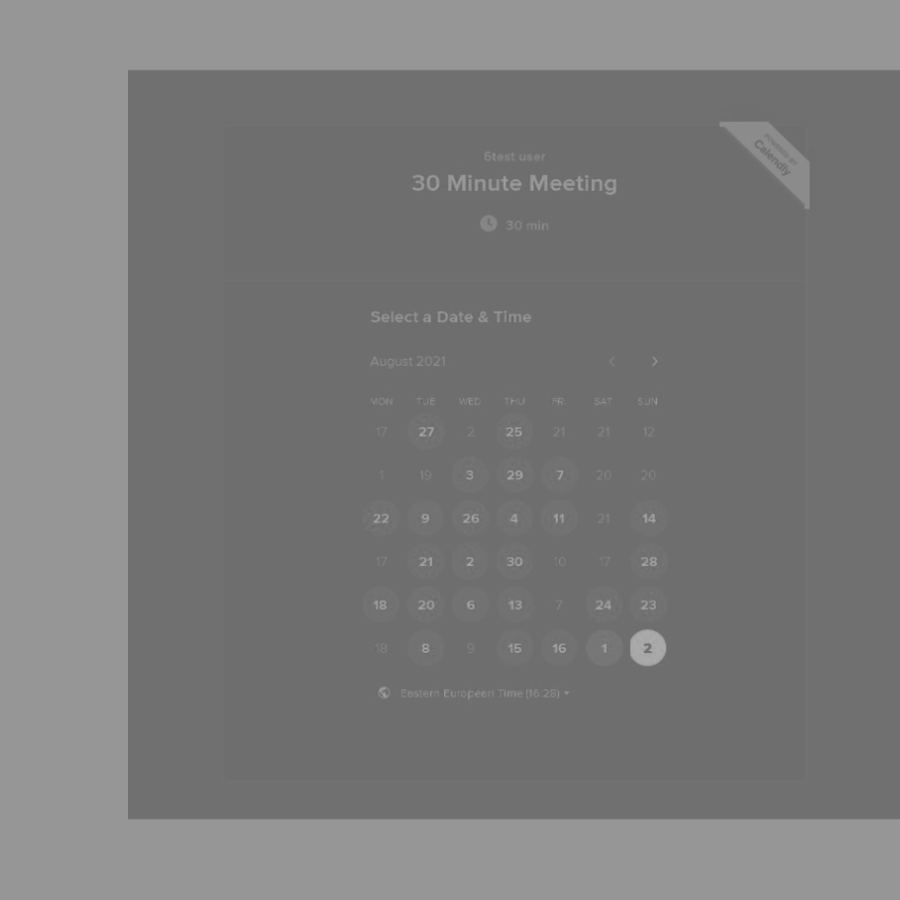 POWERED BY
Calendly
6test user
30 Minute Meeting
30 min
Select a Date & Time
August 2021
MON TUE WED THU FRI SAT SUN
17 27 2 25 21 21 12
1 19 3 29 7 20 20
22 9 26 4 11 21 14
17 21 2 30 10 17 28
18 20 6 13 7 24 23
18 8 9 15 16 1 2
Eastern European Time (16:28)